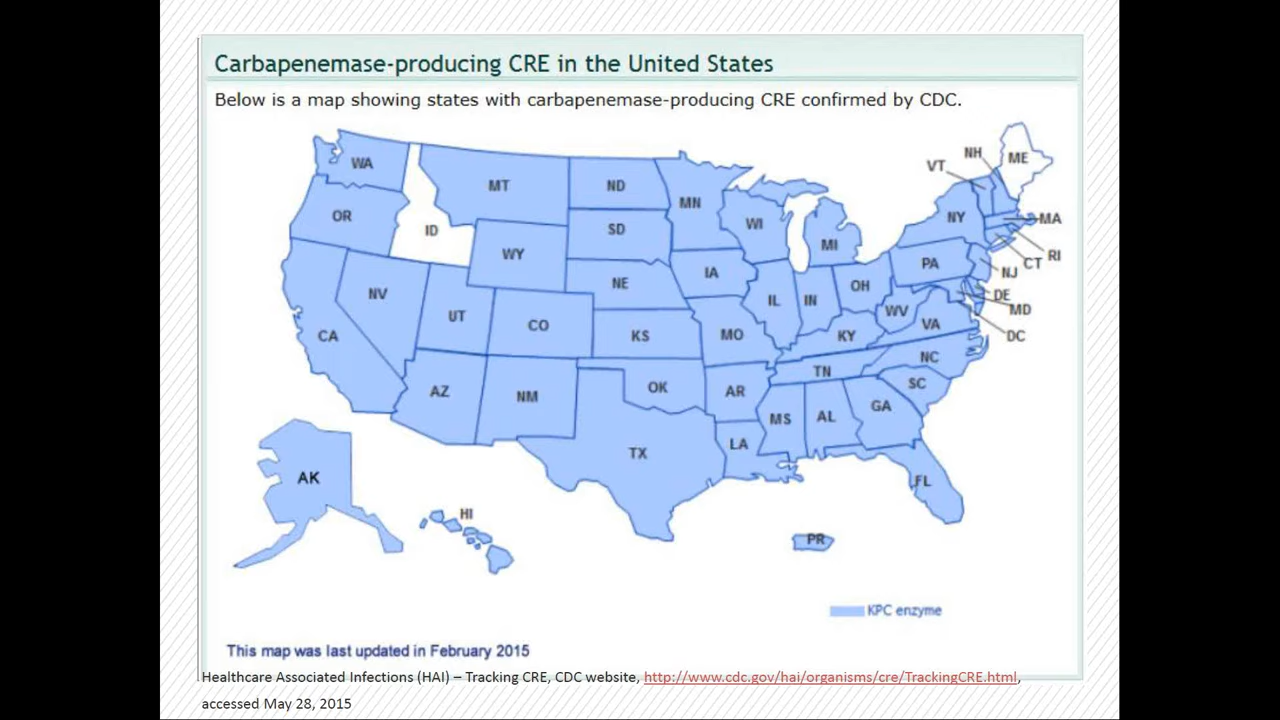 Carbapenemase-producing CRE in the United States
Below is a map showing states with carbapenemase-producing CRE confirmed by CDC.
WA
MT
ND
MN
VT
NH
ME
OR
ID
WY
SD
WI
MI
NY
MA
RI
CT
NV
UT
CO
NE
IA
IL
IN
OH
PA
NJ
DE
MD
DC
CA
AZ
NM
KS
MO
KY
WV
VA
OK
AR
TN
NC
SC
TX
LA
MS
AL
GA
FL
AK
HI
PR
KPC enzyme
This map was last updated in February 2015
Healthcare Associated Infections (HAI) – Tracking CRE, CDC website, http://www.cdc.gov/hai/organisms/cre/TrackingCRE.html,
accessed May 28, 2015